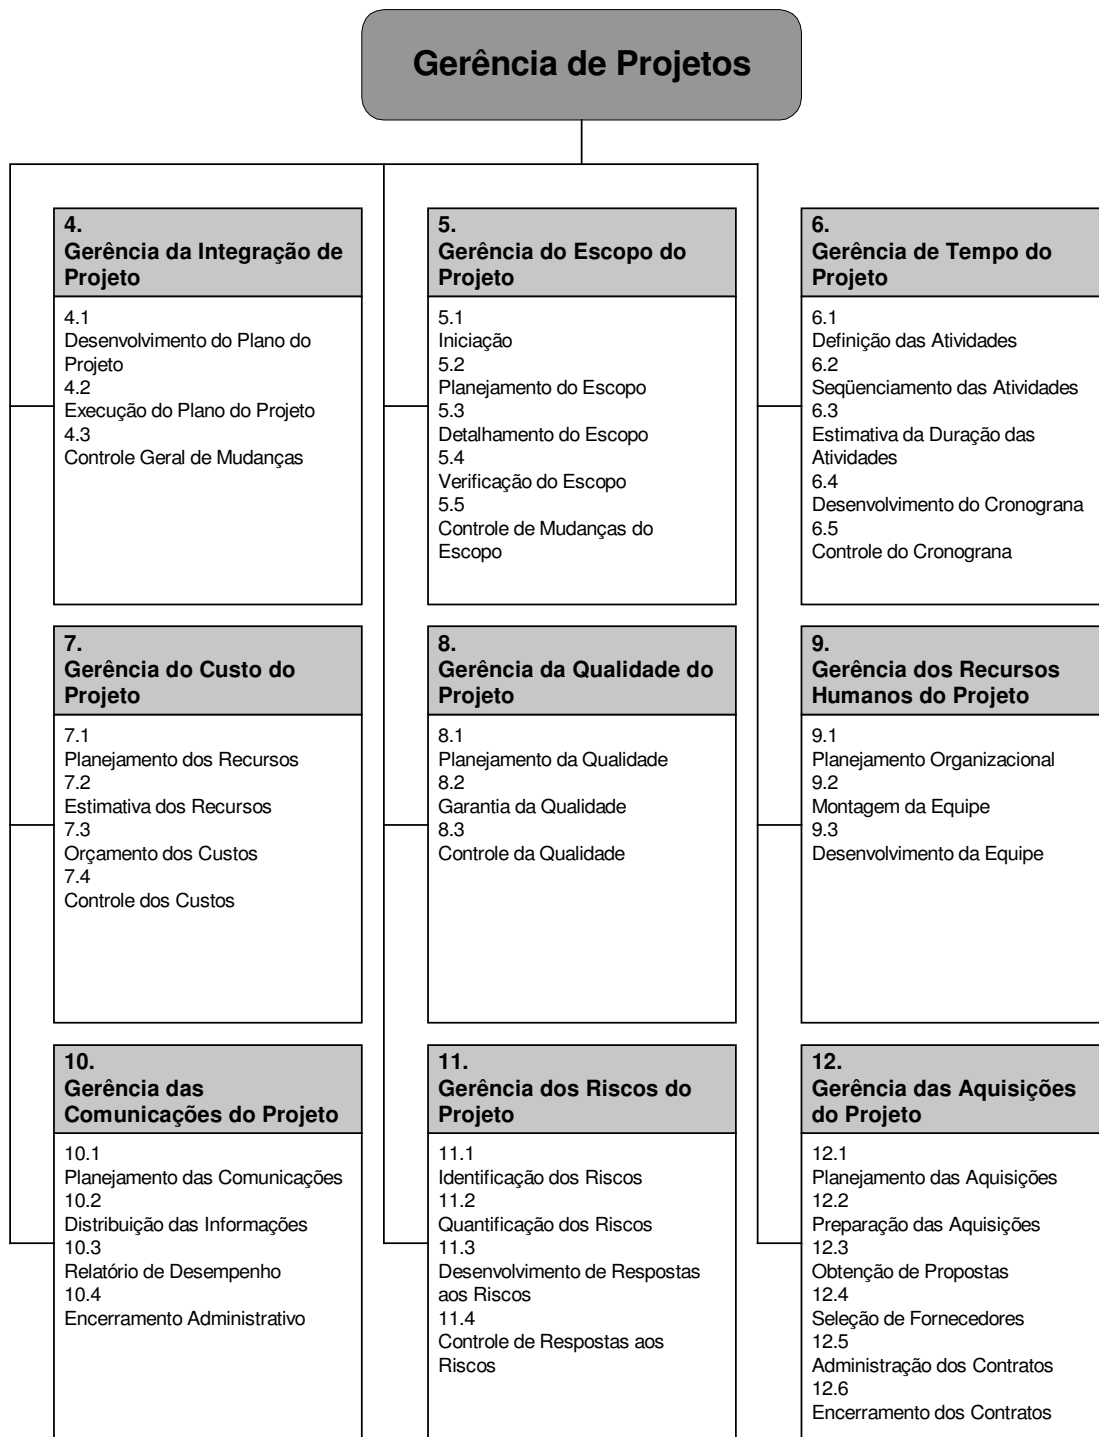 Gerência de Projetos
4.
Gerência da Integração de
Projeto
4.1
Desenvolvimento do Plano do
Projeto
4.2
Execução do Plano do Projeto
4.3
Controle Geral de Mudanças
5.
Gerência do Escopo do
Projeto
5.1
Iniciação
5.2
Planejamento do Escopo
5.3
Detalhamento do Escopo
5.4
Verificação do Escopo
5.5
Controle de Mudanças do
Escopo
6.
Gerência de Tempo do
Projeto
6.1
Definição das Atividades
6.2
Seqüenciamento das Atividades
6.3
Estimativa da Duração das
Atividades
6.4
Desenvolvimento do Cronograna
6.5
Controle do Cronograna
7.
Gerência do Custo do
Projeto
7.1
Planejamento dos Recursos
7.2
Estimativa dos Recursos
7.3
Orçamento dos Custos
7.4
Controle dos Custos
8.
Gerência da Qualidade do
Projeto
8.1
Planejamento da Qualidade
8.2
Garantia da Qualidade
8.3
Controle da Qualidade
9.
Gerência dos Recursos
Humanos do Projeto
9.1
Planejamento Organizacional
9.2
Montagem da Equipe
9.3
Desenvolvimento da Equipe
10.
Gerência das
Comunicações do Projeto
10.1
Planejamento das Comunicações
10.2
Distribuição das Informações
10.3
Relatório de Desempenho
10.4
Encerramento Administrativo
11.
Gerência dos Riscos do
Projeto
11.1
Identificação dos Riscos
11.2
Quantificação dos Riscos
11.3
Desenvolvimento de Respostas
aos Riscos
11.4
Controle de Respostas aos
Riscos
12.
Gerência das Aquisições
do Projeto
12.1
Planejamento das Aquisições
12.2
Preparação das Aquisições
12.3
Obtenção de Propostas
12.4
Seleção de Fornecedores
12.5
Administração dos Contratos
12.6
Encerramento dos Contratos